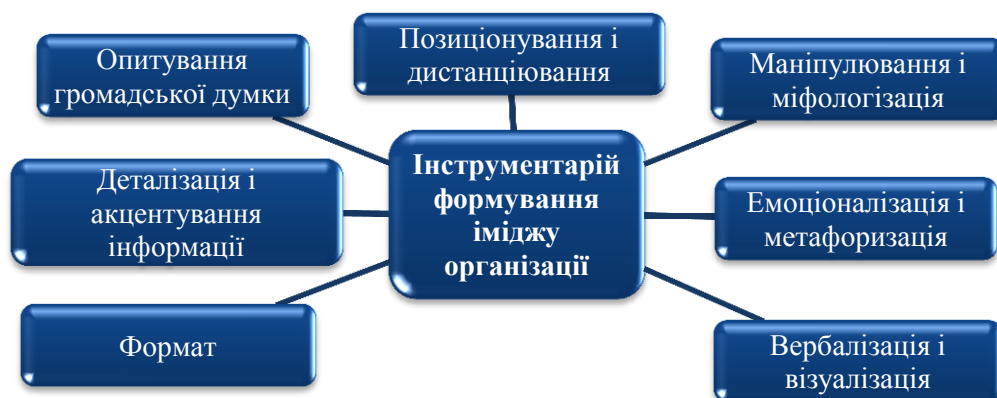 Опитування
громадської думки
Позиціонування і
дистанціювання
Маніпулювання і
міфологізація
Деталізація і
акцентування
інформації
Інструментарій
формування
іміджу
організації
Емоціоналізація і
метафоризація
Формат
Вербалізація і
візуалізація